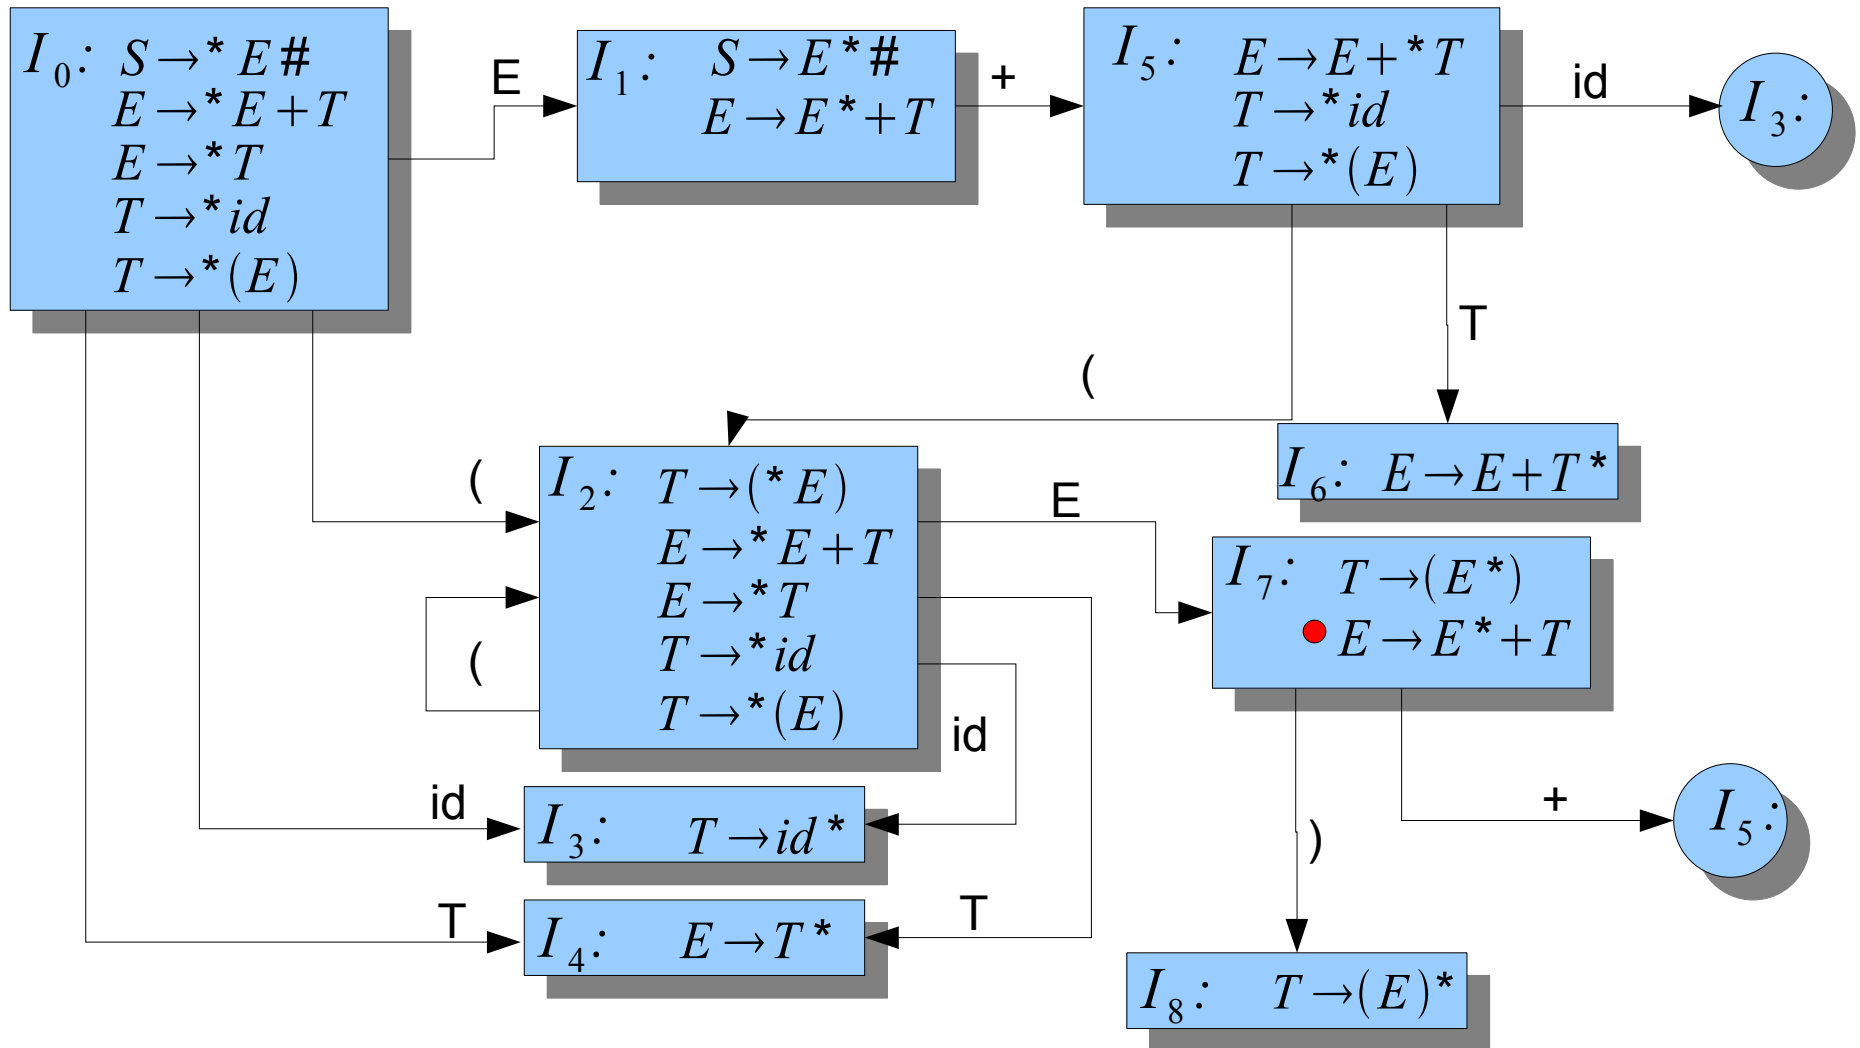 I0: S→*E#
E→*E+T
E→*T
T→*id
T→*(E)
E
I1: S→E*#
E→E*+T
+
I5: E→E+*T
T→*id
T→*(E)
id
I3:
(
T
(
I2: T→(*E)
E→*E+T
E→*T
T→*id
T→*(E)
(
E
I6: E→E+T*
I7: T→(E*)
E→E*+T
id
id
I3: T→id*
T
I4: E→T*
T
)
+
I5:
I8: T→(E)*